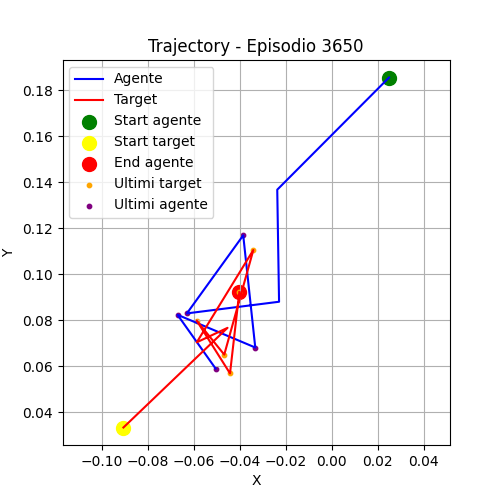 Trajectory - Episodio 3650
Agente
Target
Start agente
Start target
End agente
Ultimi target
Ultimi agente
0.18
0.16
0.14
0.12
0.10
0.08
0.06
0.04
Y
−0.10 −0.08 −0.06 −0.04 −0.02 0.00 0.02 0.04
X